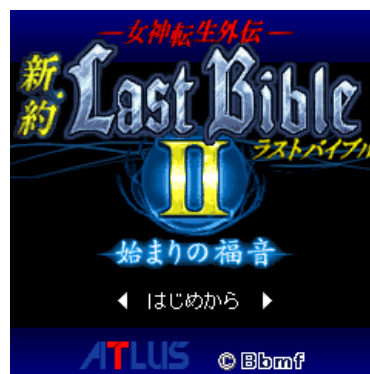 —女神転生外伝—
新・約 Last Bible
ラストバイブル
II
始まりの福音
◀ はじめから ▶
ATLUS ©Bbmf